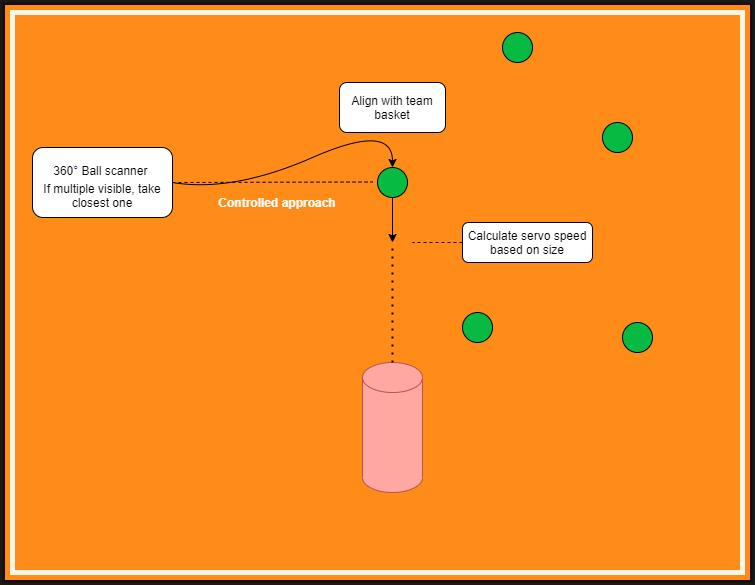 Align with team
basket
360° Ball scanner
If multiple visible, take
closest one
Controlled approach
Calculate servo speed
based on size